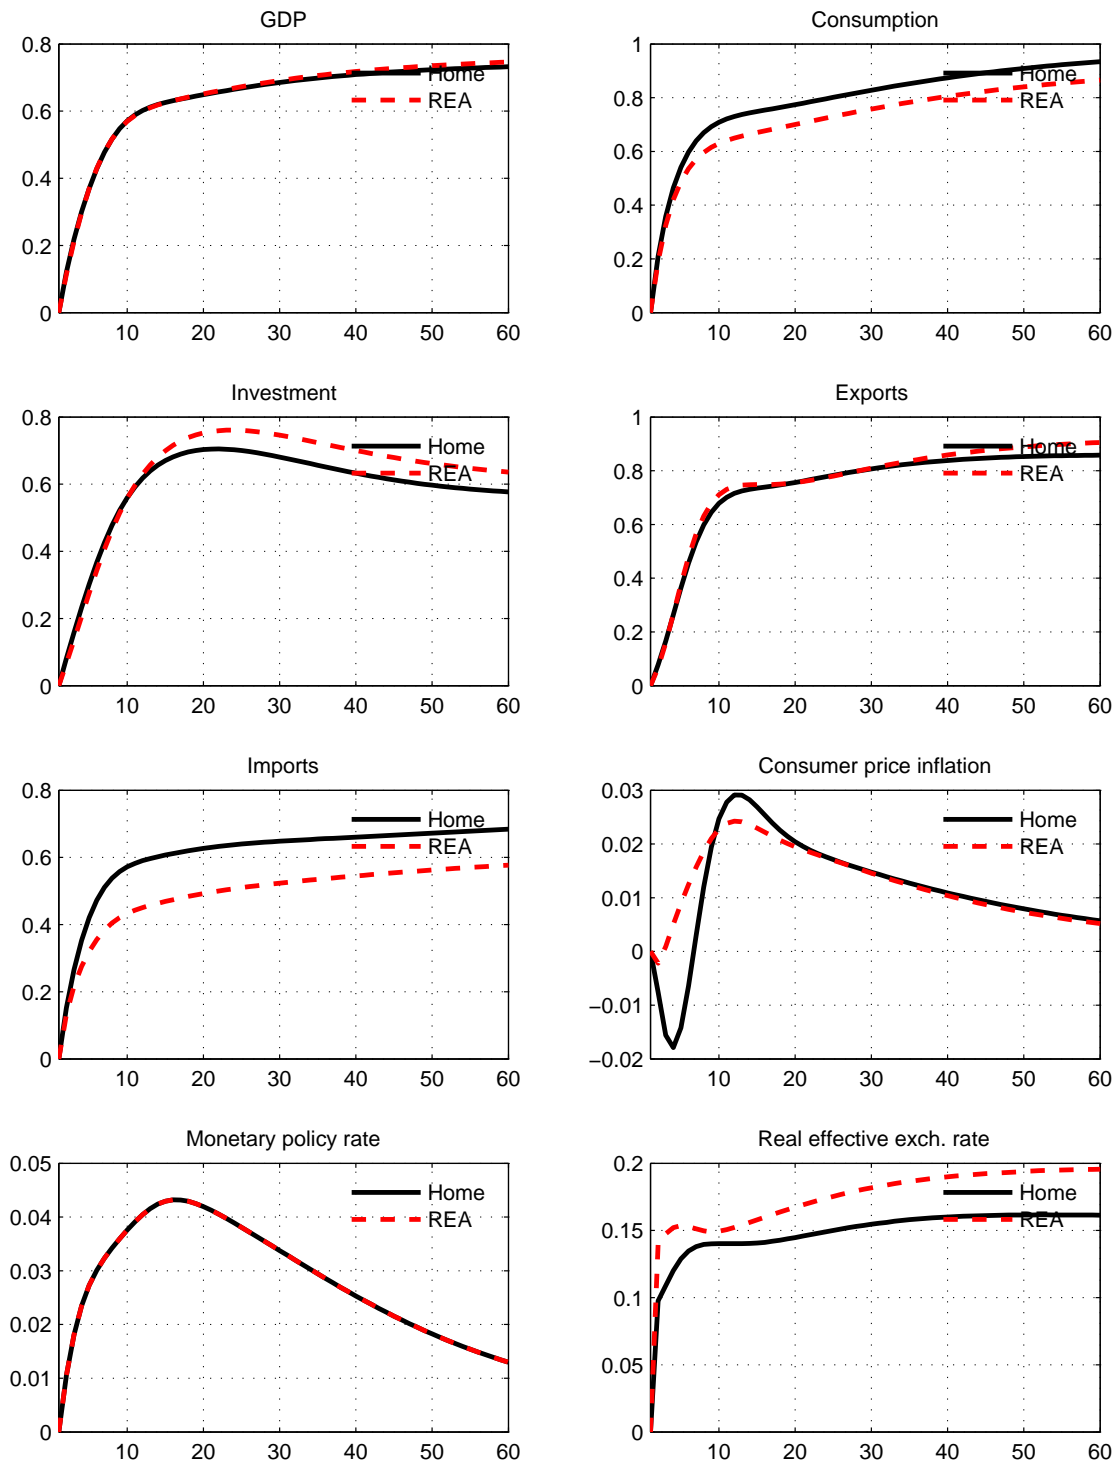 GDP
0.8
0.6
0.4
0.2
0
10 20 30 40 50 60
Home
REA
Consumption
1
0.8
0.6
0.4
0.2
0
10 20 30 40 50 60
Home
REA
Investment
0.8
0.6
0.4
0.2
0
10 20 30 40 50 60
Home
REA
Exports
1
0.8
0.6
0.4
0.2
0
10 20 30 40 50 60
Home
REA
Imports
0.8
0.6
0.4
0.2
0
10 20 30 40 50 60
Home
REA
Consumer price inflation
0.03
0.02
0.01
0
−0.01
−0.02
10 20 30 40 50 60
Home
REA
Monetary policy rate
0.05
0.04
0.03
0.02
0.01
0
10 20 30 40 50 60
Home
REA
Real effective exch. rate
0.2
0.15
0.1
0.05
0
10 20 30 40 50 60
Home
REA